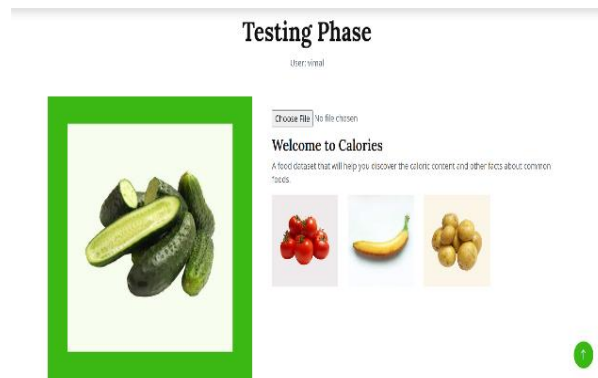 Testing Phase
User: vimal
Choose File No file chosen
Welcome to Calories
A food dataset that will help you discover the caloric content and other facts about common
foods.